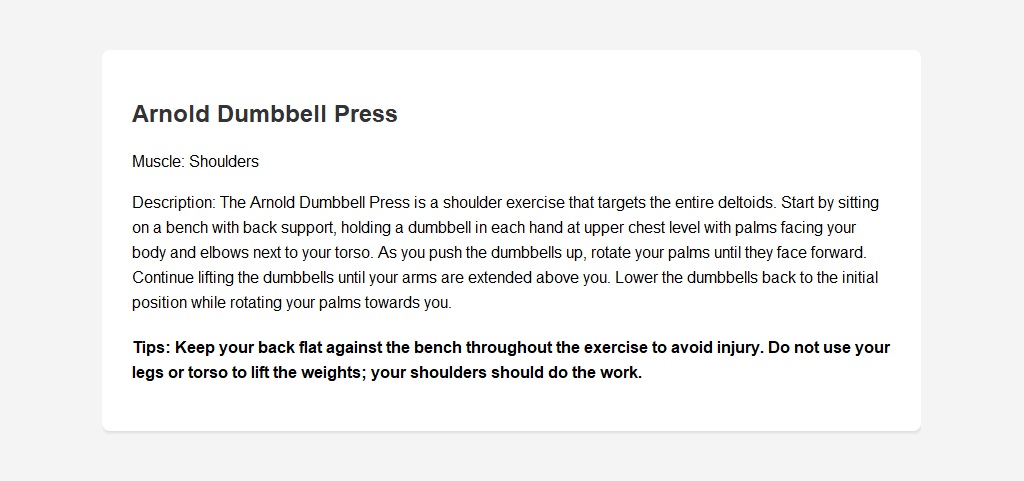 Arnold Dumbbell Press
Muscle: Shoulders
Description: The Arnold Dumbbell Press is a shoulder exercise that targets the entire deltoids. Start by sitting
on a bench with back support, holding a dumbbell in each hand at upper chest level with palms facing your
body and elbows next to your torso. As you push the dumbbells up, rotate your palms until they face forward.
Continue lifting the dumbbells until your arms are extended above you. Lower the dumbbells back to the initial
position while rotating your palms towards you.
Tips: Keep your back flat against the bench throughout the exercise to avoid injury. Do not use your
legs or torso to lift the weights; your shoulders should do the work.